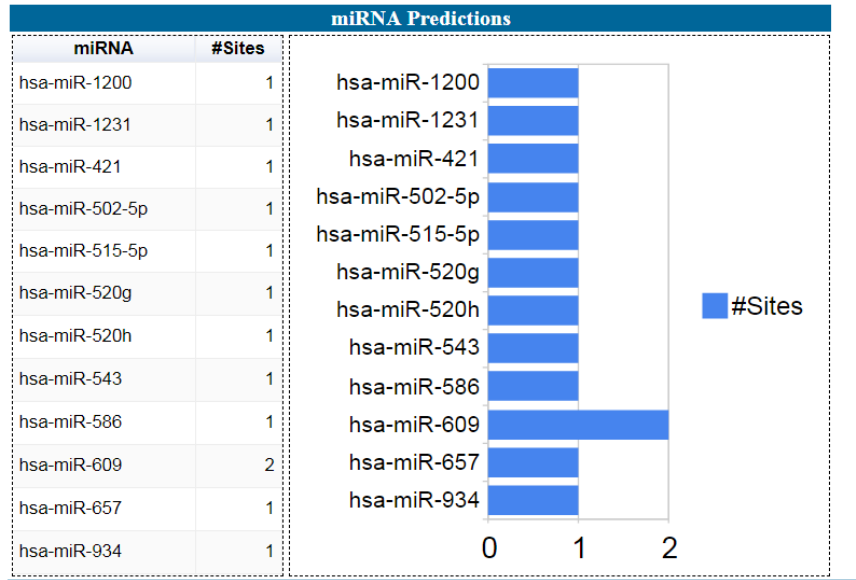 miRNA Predictions
miRNA #Sites
hsa-miR-1200 1
hsa-miR-1231 1
hsa-miR-421 1
hsa-miR-502-5p 1
hsa-miR-515-5p 1
hsa-miR-520g 1
hsa-miR-520h 1
hsa-miR-543 1
hsa-miR-586 1
hsa-miR-609 2
hsa-miR-657 1
hsa-miR-934 1
hsa-miR-1200
hsa-miR-1231
hsa-miR-421
hsa-miR-502-5p
hsa-miR-515-5p
hsa-miR-520g
hsa-miR-520h
hsa-miR-543
hsa-miR-586
hsa-miR-609
hsa-miR-657
hsa-miR-934
0 1 2
#Sites